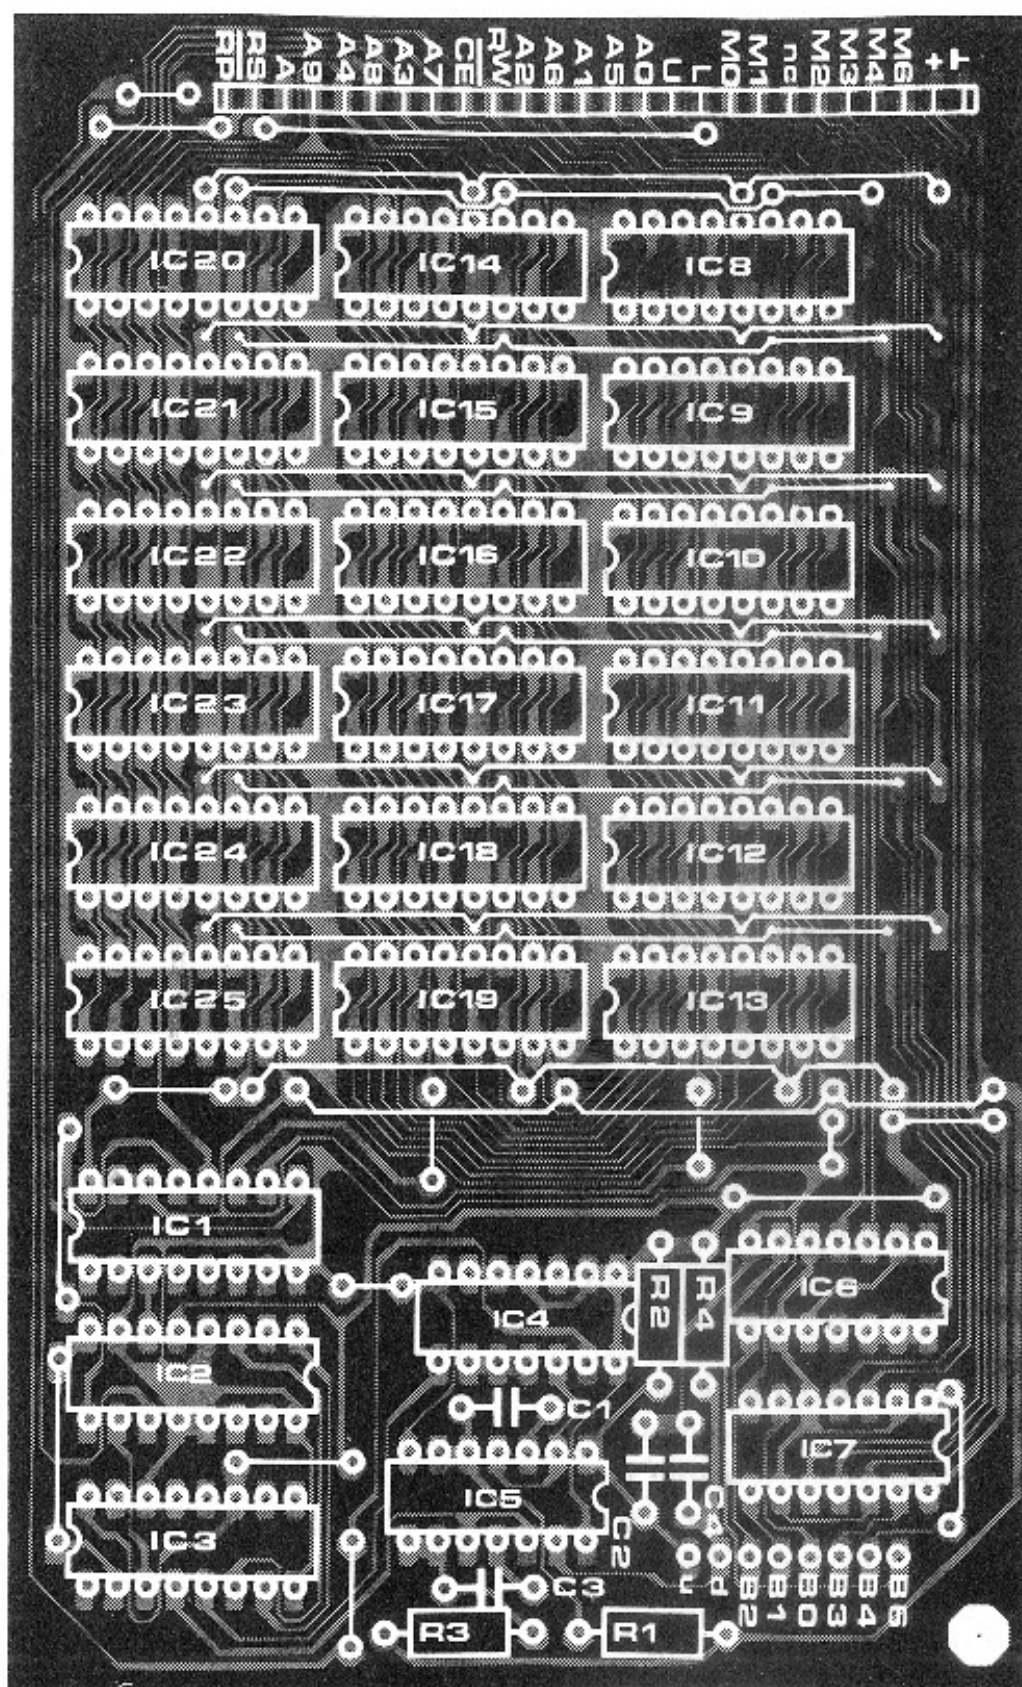 RP RS A A9 A4 A8 A3 A7 CE RW A2 A6 A1 A5 A0 U L M0 M1 nc M2 M3 M4 M6 + ⊥
IC20 IC14 IC8
IC21 IC15 IC9
IC22 IC16 IC10
IC23 IC17 IC11
IC24 IC18 IC12
IC25 IC19 IC13
IC1
IC4 R2 R4 IC6
IC2
C1
IC7
IC5 C4
IC3 C2
C3 B2 B1 B0 B3 B4 B6
R3 R1